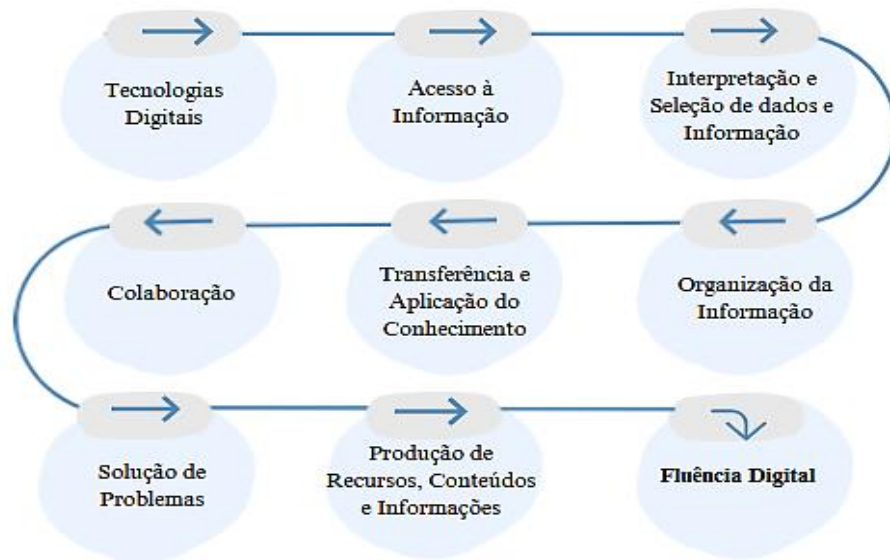 Tecnologias
Digitais
Acesso à
Informação
Interpretação e
Seleção de dados e
Informação
Organização da
Informação
Transferência e
Aplicação do
Conhecimento
Colaboração
Solução de
Problemas
Produção de
Recursos, Conteúdos
e Informações
Fluência Digital